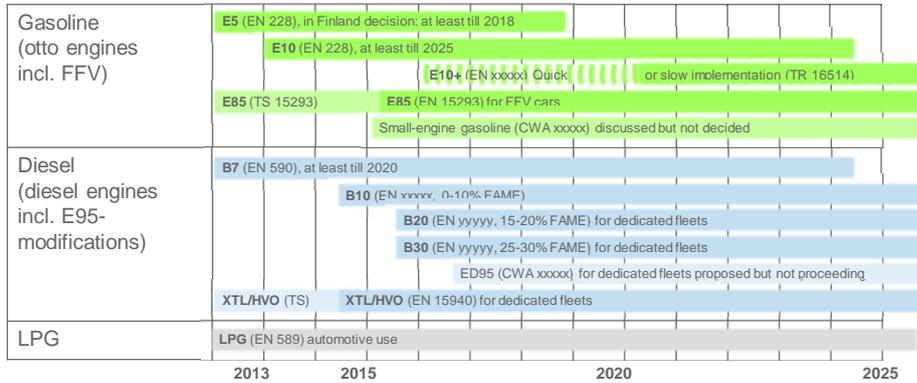 Gasoline
(otto engines
incl. FFV)
E5 (EN 228), in Finland decision: at least till 2018
E10 (EN 228), at least till 2025
E10+ (EN xxxxx) Quick or slow implementation (TR 16514)
E85 (TS 15293) E85 (EN 15293) for FFV cars
Small-engine gasoline (CWA xxxxx) discussed but not decided
Diesel
(diesel engines
incl. E95-
modifications)
B7 (EN 590), at least till 2020
B10 (EN xxxxx, 0-10% FAME)
B20 (EN yyyyy, 15-20% FAME) for dedicated fleets
B30 (EN yyyyy, 25-30% FAME) for dedicated fleets
ED95 (CWA xxxxx) for dedicated fleets proposed but not proceeding
XTL/HVO (TS) XTL/HVO (EN 15940) for dedicated fleets
LPG
LPG (EN 589) automotive use
2013 2015 2020 2025